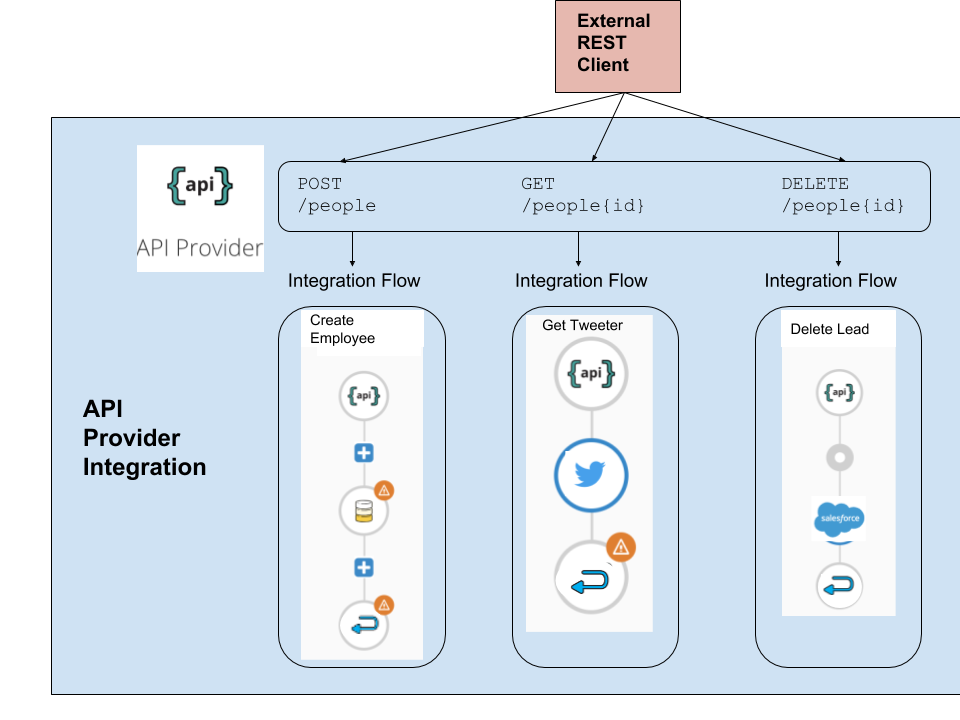 External
REST
Client
{api}
API Provider
POST
/people
GET
/people{id}
DELETE
/people{id}
Integration Flow
Integration Flow
Integration Flow
Create
Employee
Get Tweeter
Delete Lead
{api}
{api}
{api}
API
Provider
Integration
salesforce